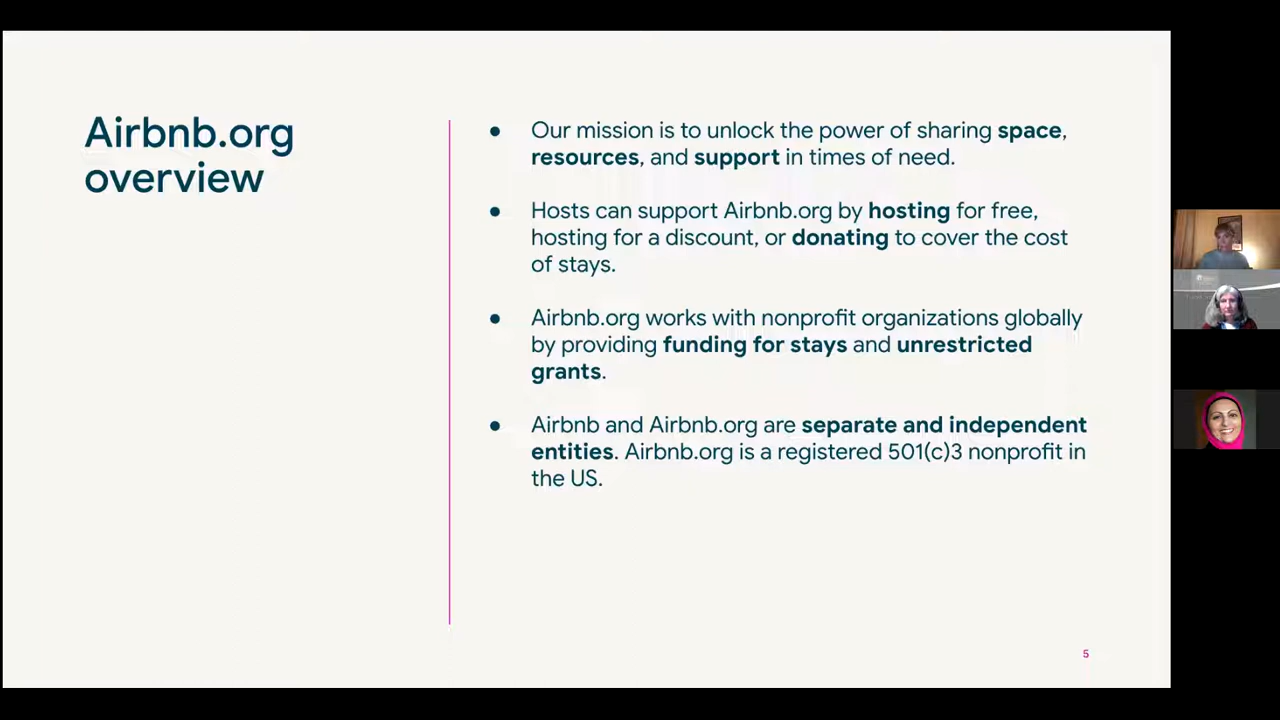 Airbnb.org
overview
● Our mission is to unlock the power of sharing space,
resources, and support in times of need.
● Hosts can support Airbnb.org by hosting for free,
hosting for a discount, or donating to cover the cost
of stays.
● Airbnb.org works with nonprofit organizations globally
by providing funding for stays and unrestricted
grants.
● Airbnb and Airbnb.org are separate and independent
entities. Airbnb.org is a registered 501(c)3 nonprofit in
the US.
5